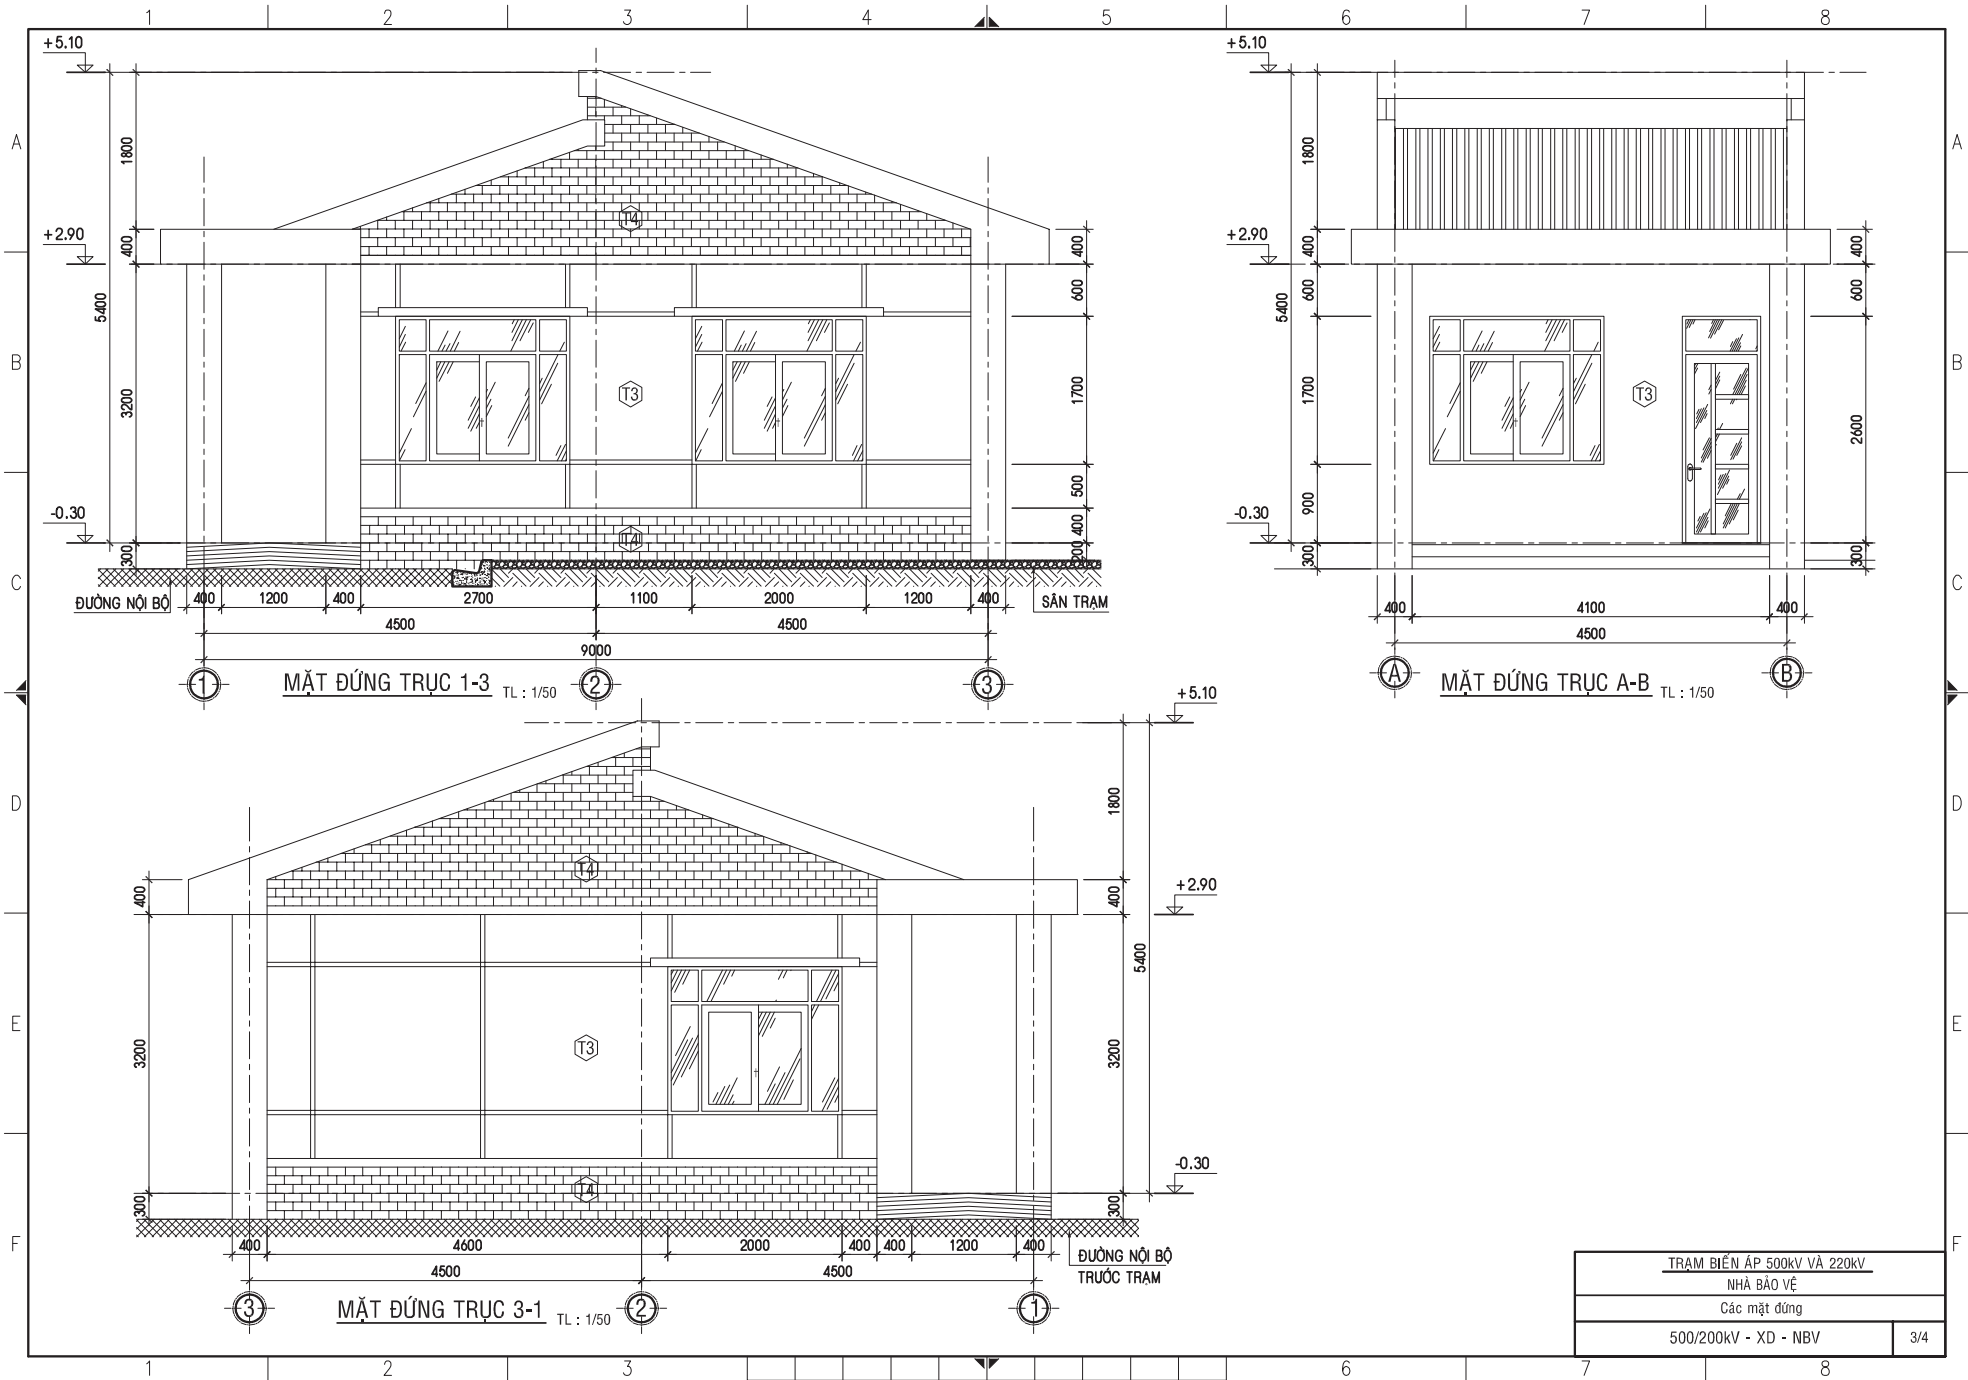 1 2 3 4 5 6 7 8
A
B
C
D
E
F
+5.10
+2.90
-0.30
5400
1800
400
3200
300
T4
T3
T4
400
600
1700
500
400
200
ĐƯỜNG NỘI BỘ
400 1200 400 2700 1100 2000 1200 400
SÂN TRẠM
4500 4500
9000
1 2 3
MẶT ĐỨNG TRỤC 1-3 TL : 1/50
+5.10
+2.90
-0.30
5400
1800
400
600
1700
900
300
T3
400
600
2600
300
400 4100 400
4500
A B
MẶT ĐỨNG TRỤC A-B TL : 1/50
400
3200
300
T4
T3
T4
+5.10
+2.90
-0.30
1800
400
3200
300
5400
400 4600 2000 400 400 1200 400
4500 4500
ĐƯỜNG NỘI BỘ
TRƯỚC TRẠM
3 2 1
MẶT ĐỨNG TRỤC 3-1 TL : 1/50
TRẠM BIẾN ÁP 500kV VÀ 220kV
NHÀ BẢO VỆ
Các mặt đứng
500/200kV - XD - NBV 3/4
A
B
C
D
E
F
1 2 3 6 7 8